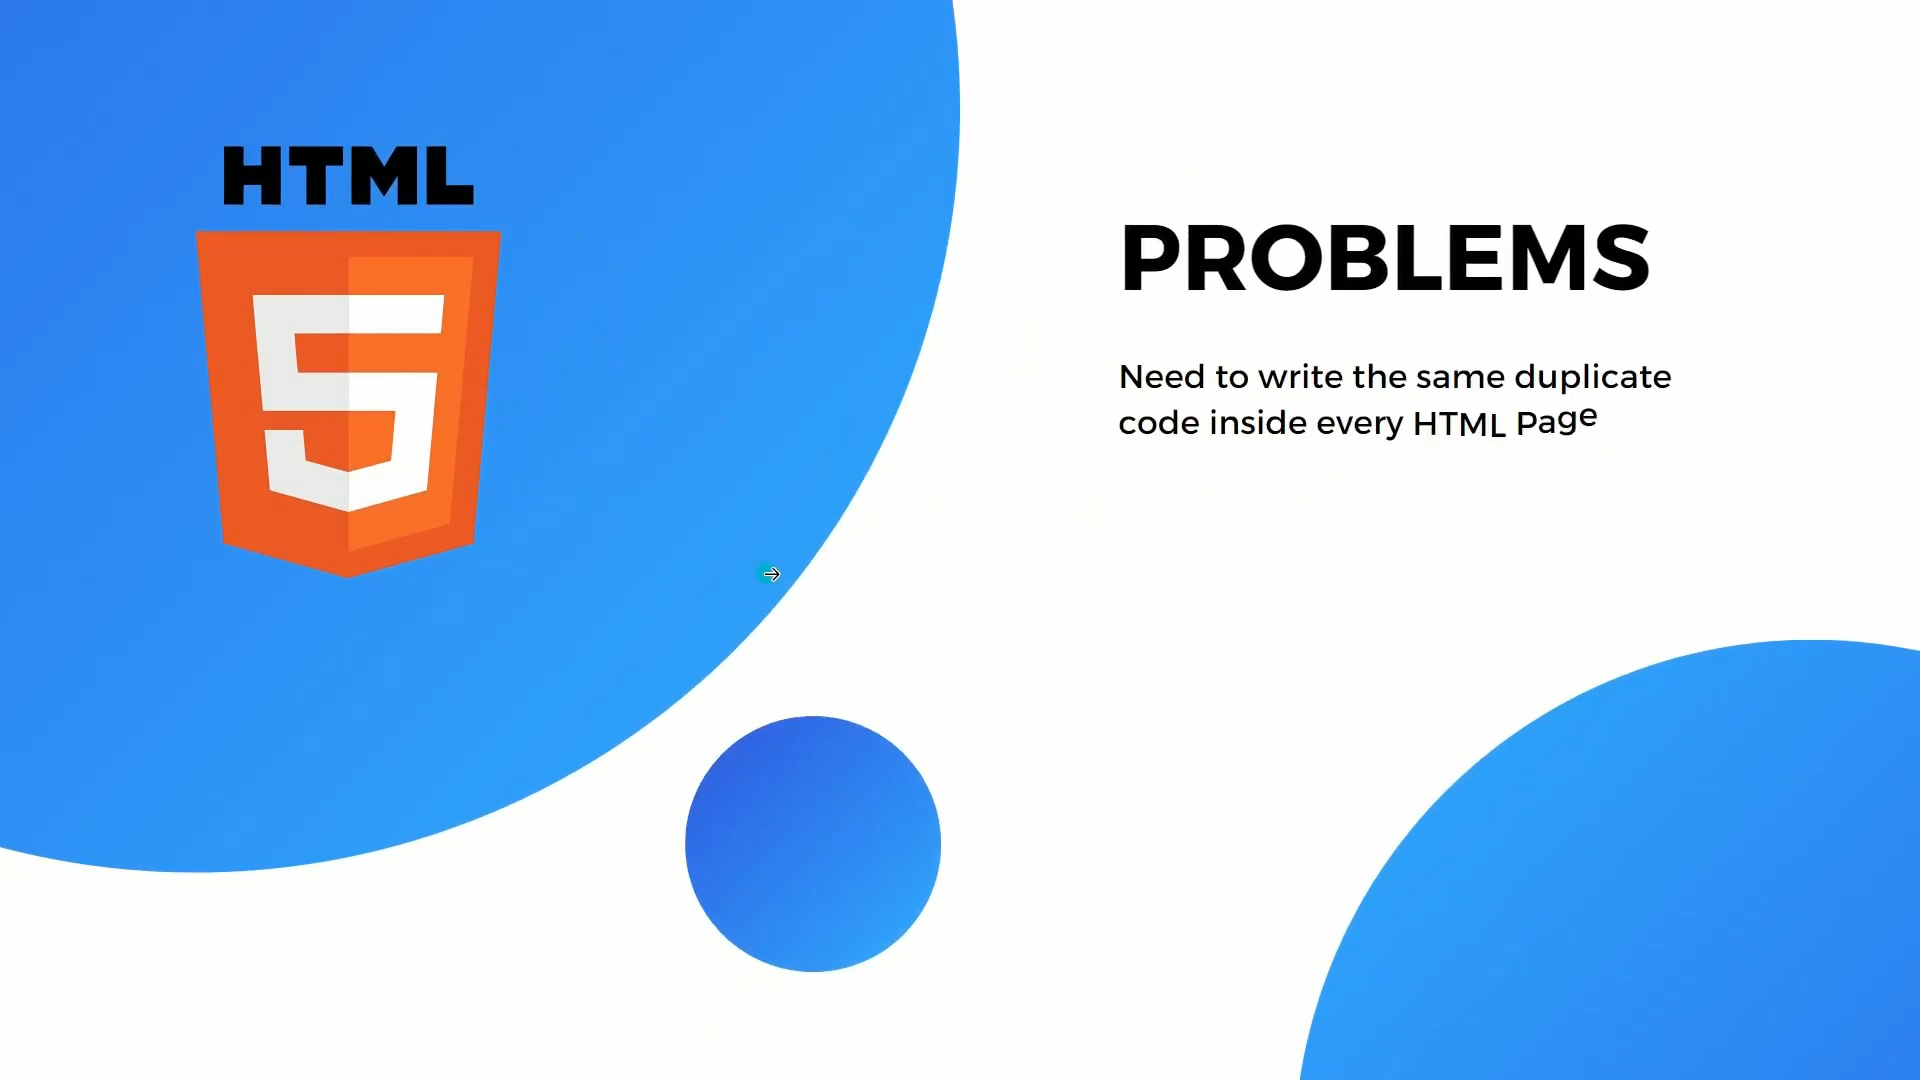 HTML
5
PROBLEMS
Need to write the same duplicate
code inside every HTML Page